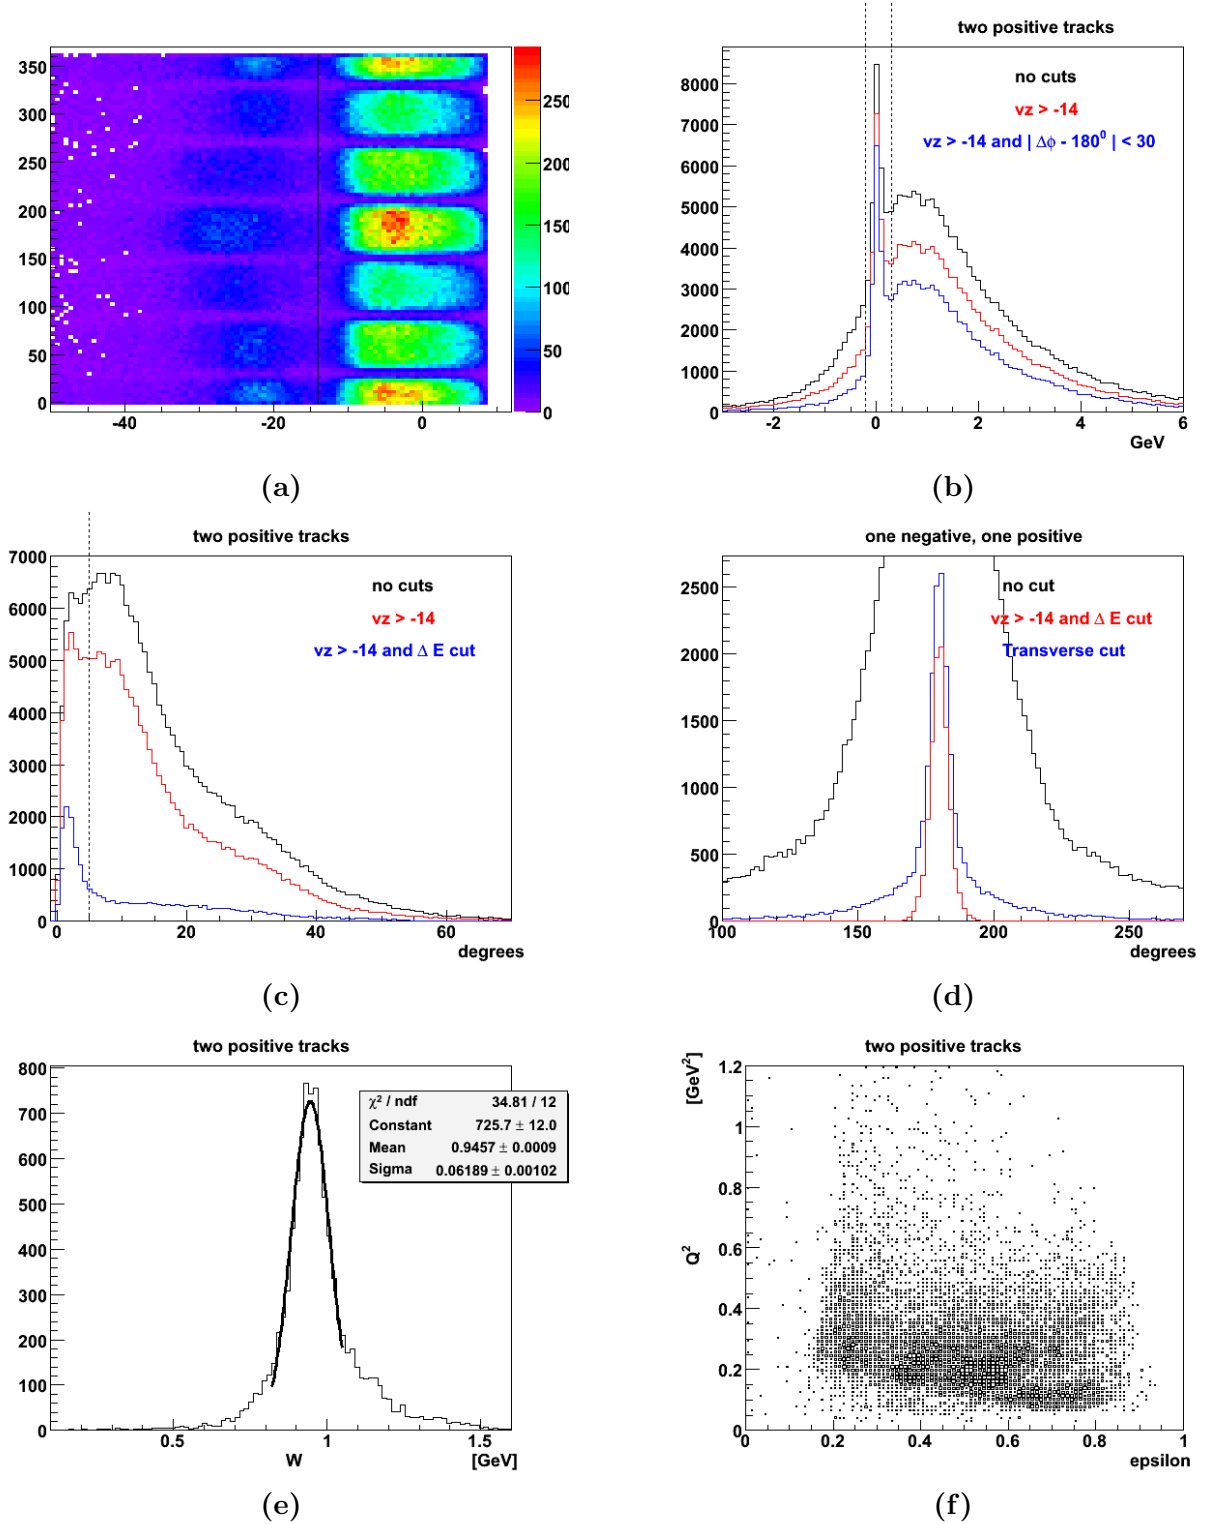 350
300
250
200
150
100
50
0
-40
-20
0
250
200
150
100
50
0
(a)
two positive tracks
no cuts
vz > -14
vz > -14 and | Δϕ - 180⁰ | < 30
8000
7000
6000
5000
4000
3000
2000
1000
0
-2
0
2
4
6
GeV
(b)
two positive tracks
no cuts
vz > -14
vz > -14 and Δ E cut
7000
6000
5000
4000
3000
2000
1000
0
0
20
40
60
degrees
(c)
one negative, one positive
no cut
vz > -14 and Δ E cut
Transverse cut
2500
2000
1500
1000
500
0
100
150
200
250
degrees
(d)
two positive tracks
χ² / ndf 34.81 / 12
Constant 725.7 ± 12.0
Mean 0.9457 ± 0.0009
Sigma 0.06189 ± 0.00102
800
700
600
500
400
300
200
100
0
0.5
1
1.5
W
[GeV]
(e)
two positive tracks
[GeV²]
Q²
1.2
1
0.8
0.6
0.4
0.2
0
0
0.2
0.4
0.6
0.8
1
epsilon
(f)